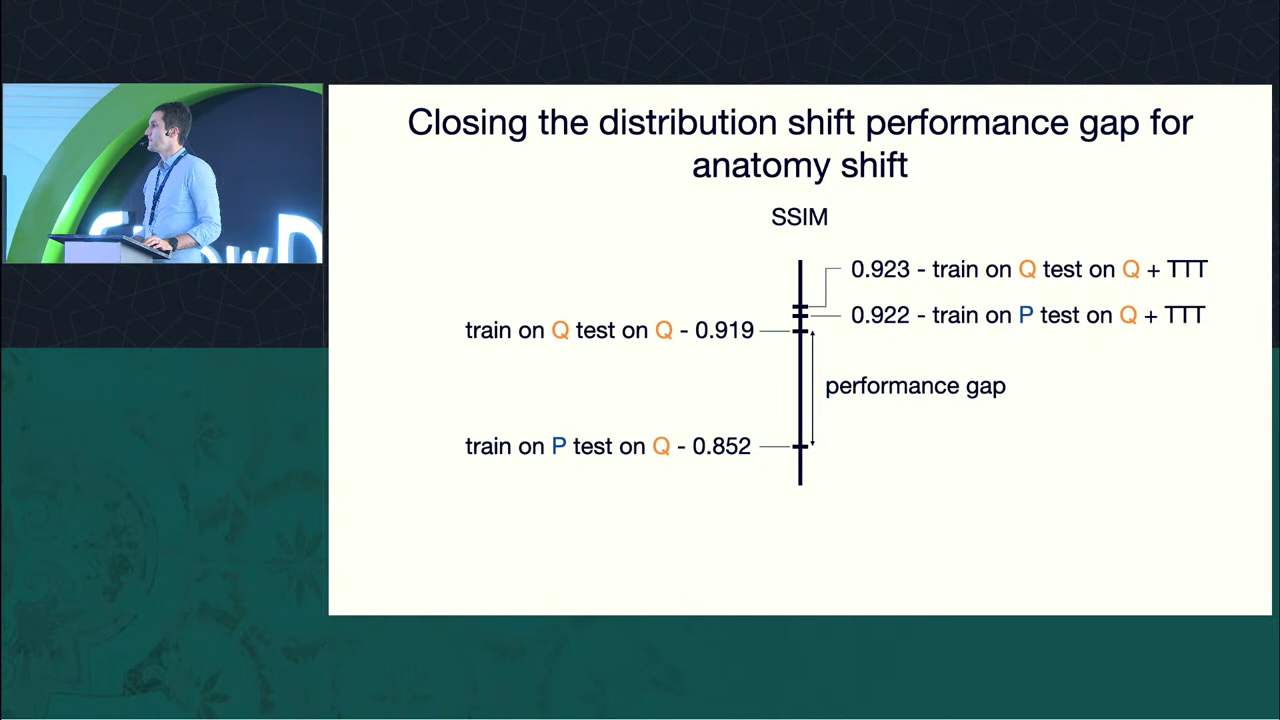 Closing the distribution shift performance gap for
anatomy shift
SSIM
0.923 - train on Q test on Q + TTT
0.922 - train on P test on Q + TTT
train on Q test on Q - 0.919
performance gap
train on P test on Q - 0.852